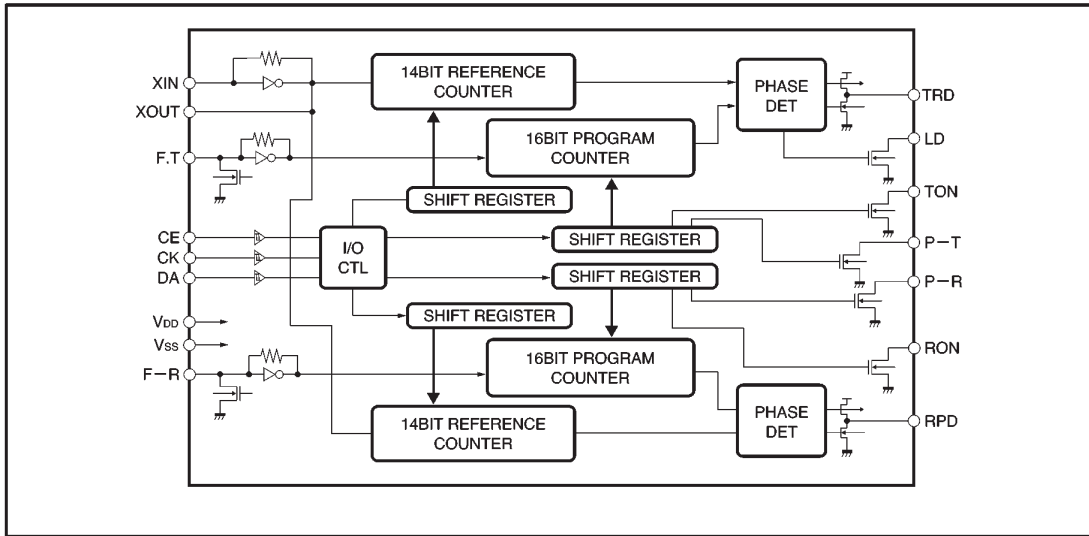 XIN
XOUT
F.T
CE
CK
DA
VDD
VSS
F-R
14BIT REFERENCE
COUNTER
16BIT PROGRAM
COUNTER
PHASE
DET
SHIFT REGISTER
I/O
CTL
SHIFT REGISTER
SHIFT REGISTER
SHIFT REGISTER
16BIT PROGRAM
COUNTER
14BIT REFERENCE
COUNTER
PHASE
DET
TRD
LD
TON
P-T
P-R
RON
RPD